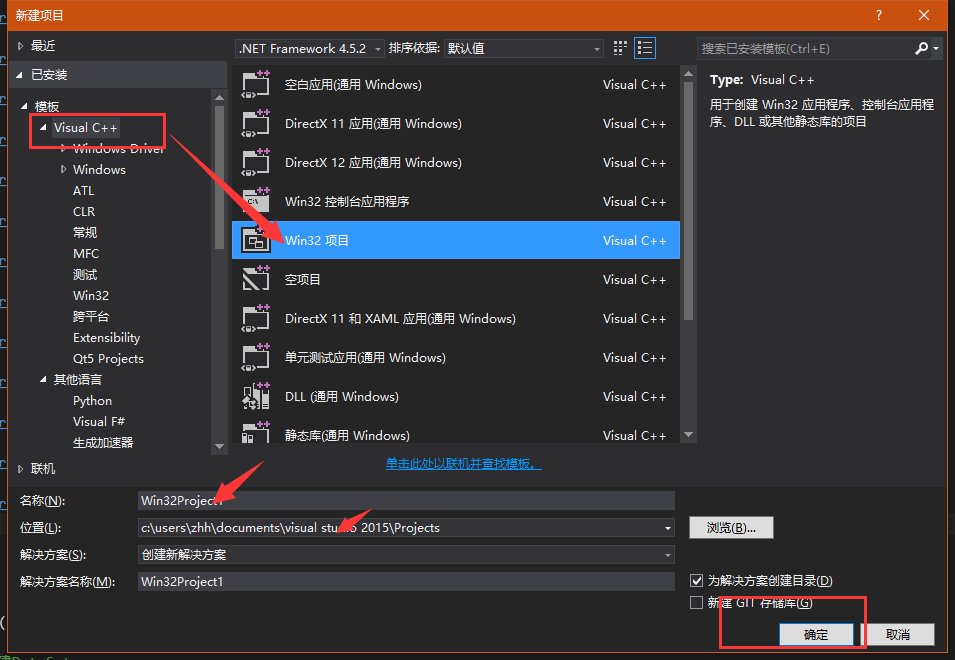 新建项目
?
最近
.NET Framework 4.5.2
排序依据:
默认值
搜索已安装模板(Ctrl+E)
已安装
模板
Visual C++
Windows Driver
Windows
ATL
CLR
常规
MFC
测试
Win32
跨平台
Extensibility
Qt5 Projects
其他语言
Python
Visual F#
生成加速器
联机
空白应用(通用 Windows)
Visual C++
DirectX 11 应用(通用 Windows)
Visual C++
DirectX 12 应用(通用 Windows)
Visual C++
Win32 控制台应用程序
Visual C++
Win32 项目
Visual C++
空项目
Visual C++
DirectX 11 和 XAML 应用(通用 Windows)
Visual C++
单元测试应用(通用 Windows)
Visual C++
DLL (通用 Windows)
Visual C++
静态库(通用 Windows)
Visual C++
单击此处以联机并查找模板。
Type: Visual C++
用于创建 Win32 应用程序、控制台应用程
序、DLL 或其他静态库的项目
名称(N):
Win32Project1
位置(L):
c:\users\zhh\documents\visual studio 2015\Projects
浏览(B)...
解决方案(S):
创建新解决方案
解决方案名称(M):
Win32Project1
为解决方案创建目录(D)
新建 GIT 存储库(G)
确定
取消